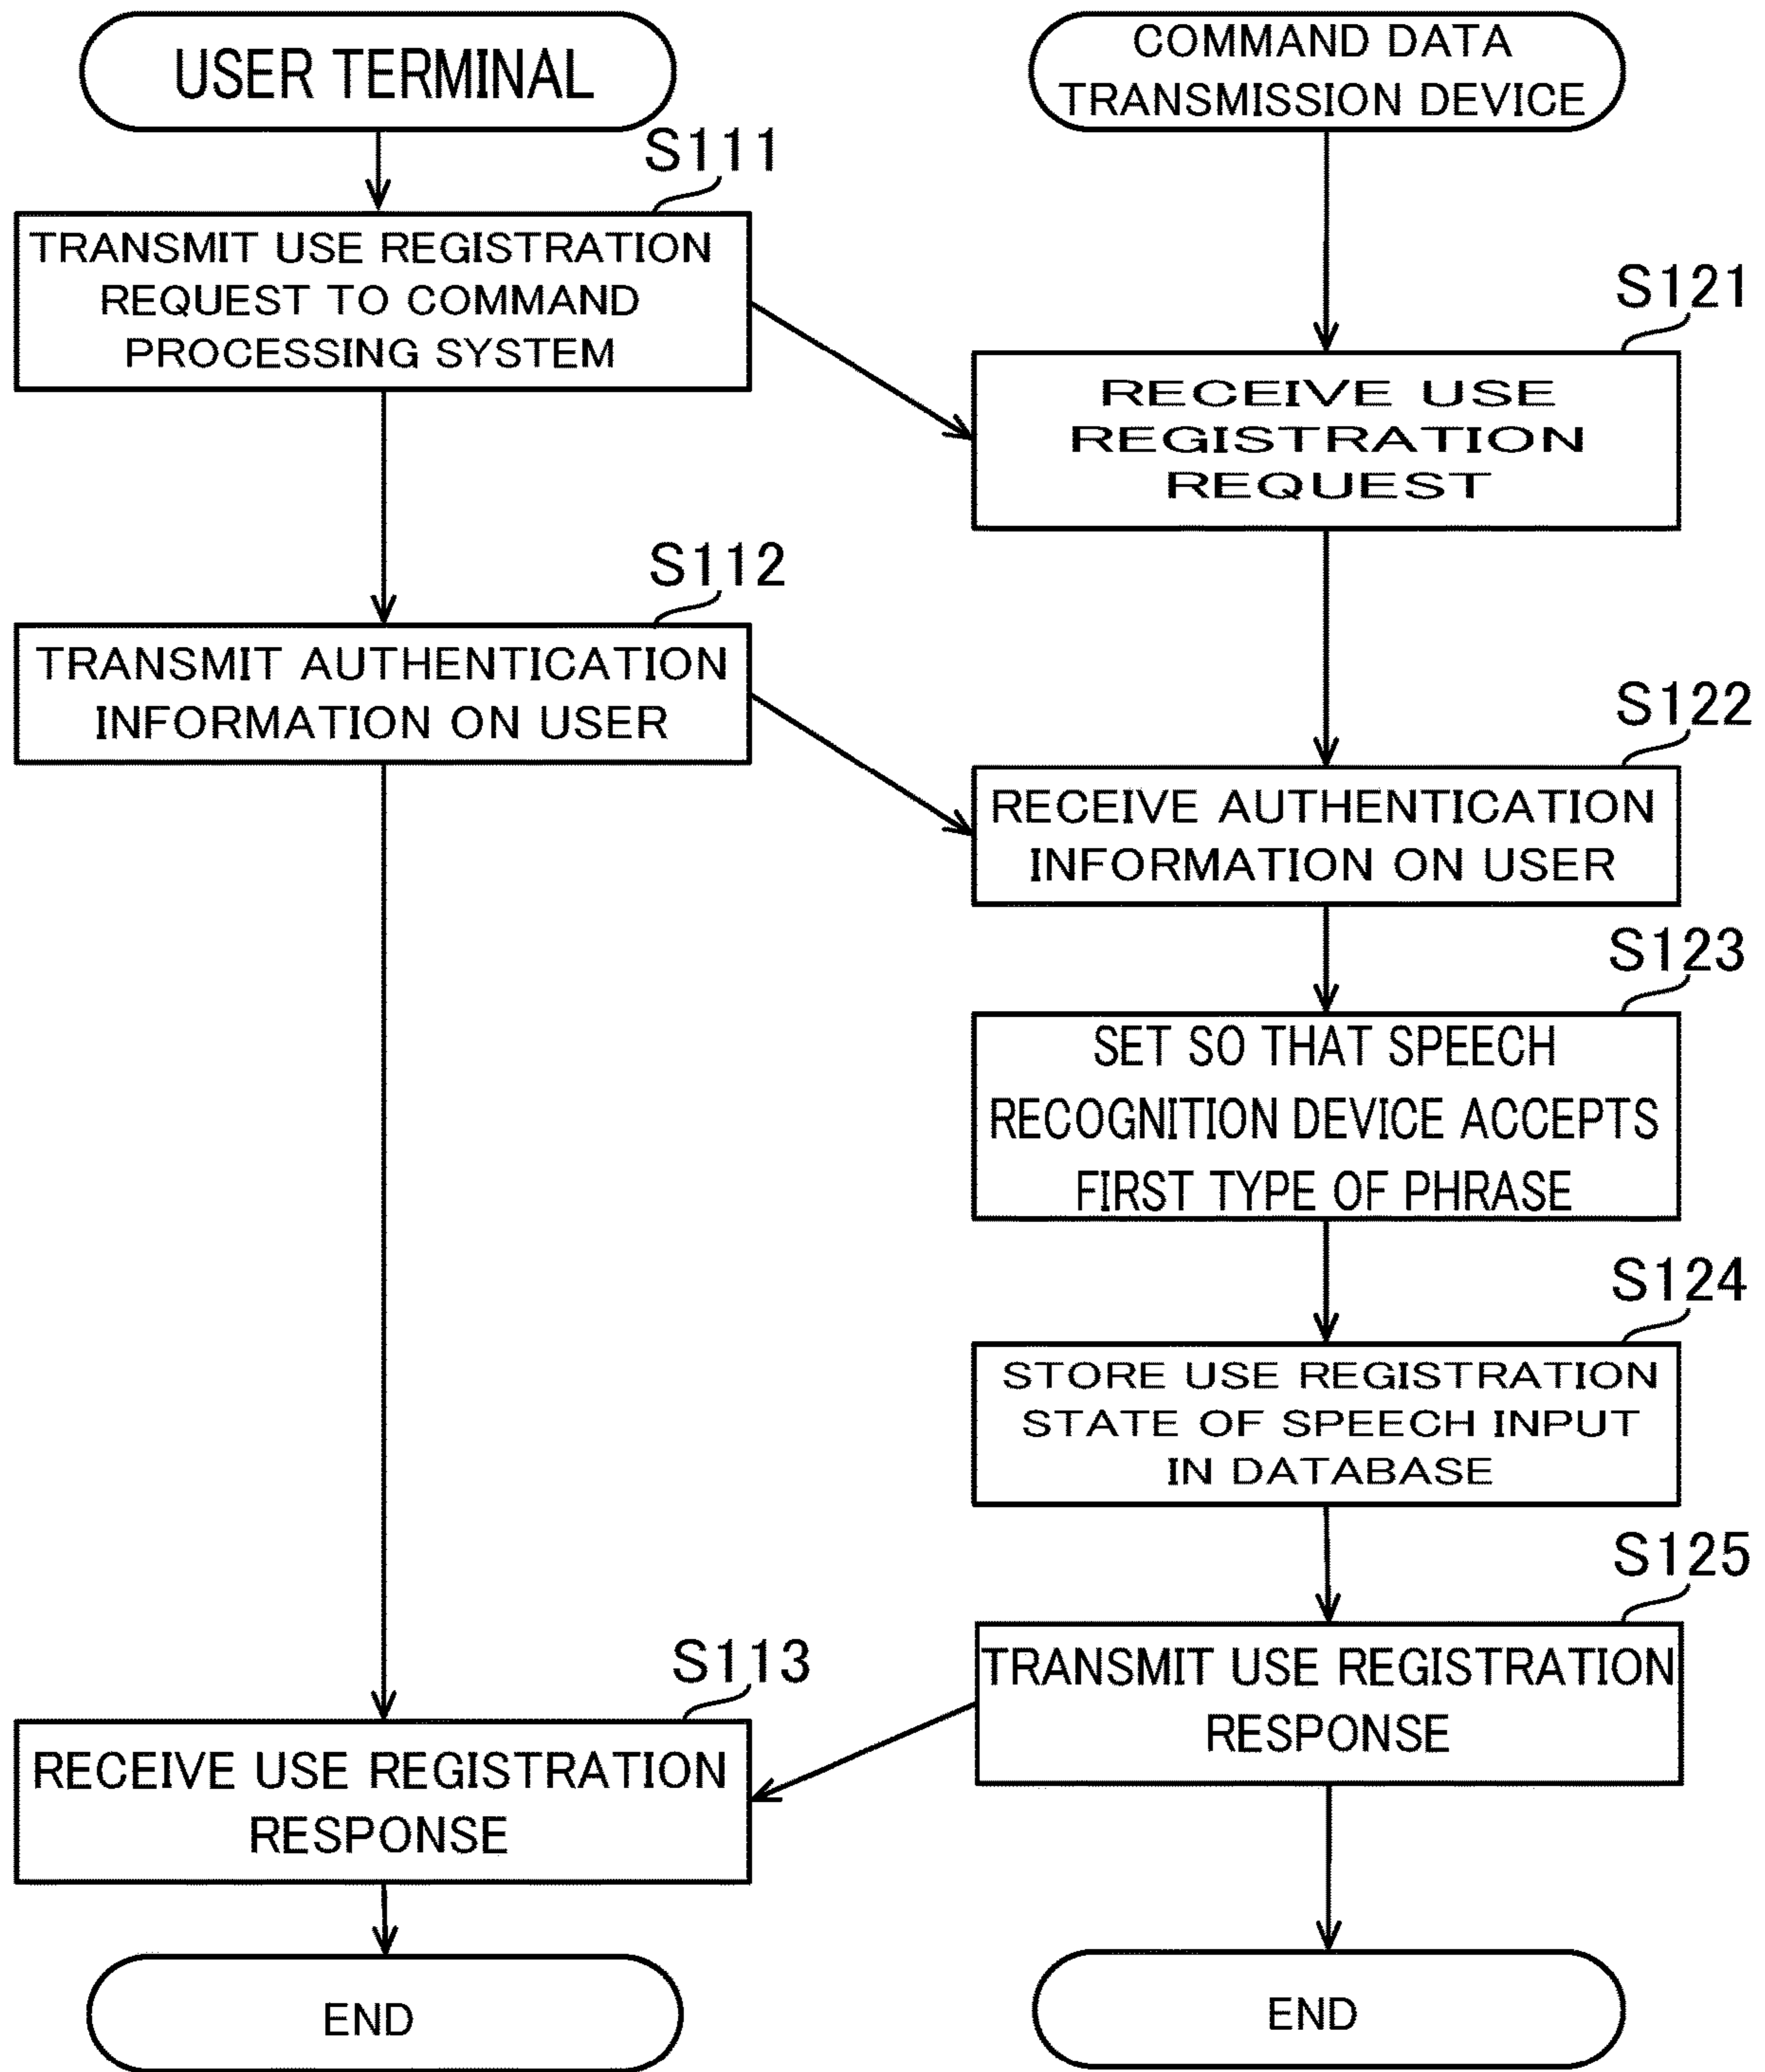 USER TERMINAL
COMMAND DATA
TRANSMISSION DEVICE
S111
TRANSMIT USE REGISTRATION
REQUEST TO COMMAND
PROCESSING SYSTEM
S121
RECEIVE USE
REGISTRATION
REQUEST
S112
TRANSMIT AUTHENTICATION
INFORMATION ON USER
S122
RECEIVE AUTHENTICATION
INFORMATION ON USER
S123
SET SO THAT SPEECH
RECOGNITION DEVICE ACCEPTS
FIRST TYPE OF PHRASE
S124
STORE USE REGISTRATION
STATE OF SPEECH INPUT
IN DATABASE
S125
TRANSMIT USE REGISTRATION
RESPONSE
S113
RECEIVE USE REGISTRATION
RESPONSE
END
END